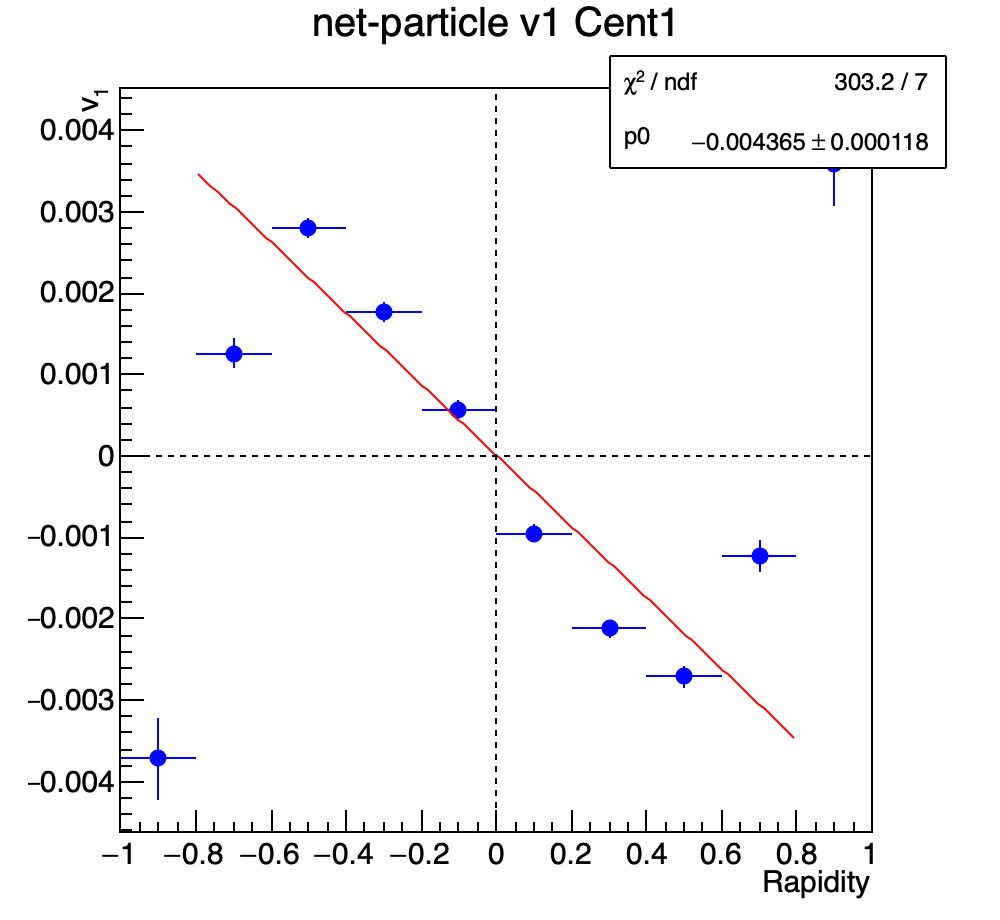 net-particle v1 Cent1
χ² / ndf 303.2 / 7
p0 −0.004365 ± 0.000118
v₁
0.004
0.003
0.002
0.001
0
−0.001
−0.002
−0.003
−0.004
−1 −0.8 −0.6 −0.4 −0.2 0 0.2 0.4 0.6 0.8 1
Rapidity